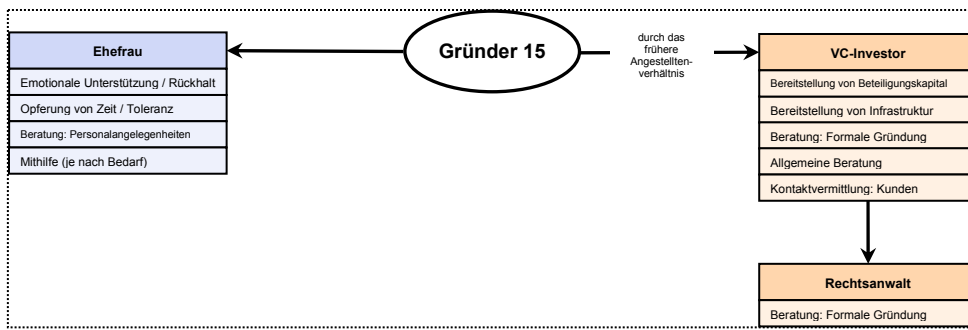 Ehefrau
Emotionale Unterstützung / Rückhalt
Opferung von Zeit / Toleranz
Beratung: Personalangelegenheiten
Mithilfe (je nach Bedarf)
Gründer 15
durch das
frühere
Angestellten-
verhältnis
VC-Investor
Bereitstellung von Beteiligungskapital
Bereitstellung von Infrastruktur
Beratung: Formale Gründung
Allgemeine Beratung
Kontaktvermittlung: Kunden
Rechtsanwalt
Beratung: Formale Gründung